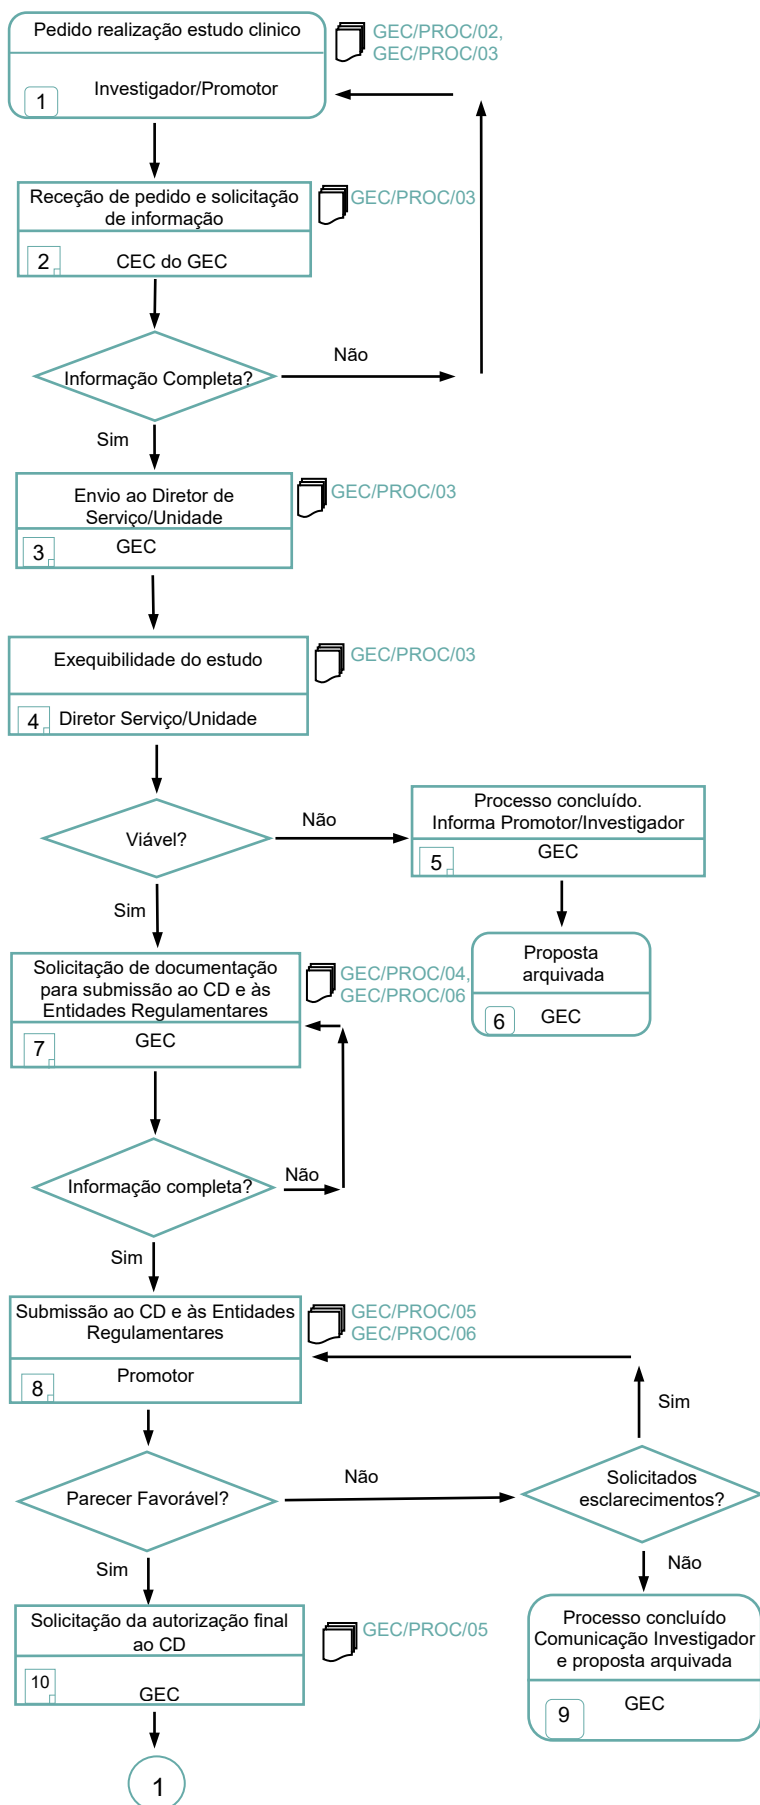 Pedido realização estudo clinico
GEC/PROC/02,
GEC/PROC/03
Investigador/Promotor
1
Receção de pedido e solicitação
de informação
GEC/PROC/03
2
CEC do GEC
Informação Completa?
Não
Sim
Envio ao Diretor de
Serviço/Unidade
GEC/PROC/03
3
GEC
Exequibilidade do estudo
GEC/PROC/03
4
Diretor Serviço/Unidade
Viável?
Não
Processo concluído.
Informa Promotor/Investigador
5
GEC
Sim
Proposta
arquivada
6
GEC
Solicitação de documentação
para submissão ao CD e às
Entidades Regulamentares
GEC/PROC/04,
GEC/PROC/06
7
GEC
Informação completa?
Não
Sim
Submissão ao CD e às Entidades
Regulamentares
GEC/PROC/05
GEC/PROC/06
8
Promotor
Sim
Parecer Favorável?
Não
Solicitados
esclarecimentos?
Sim
Não
Solicitação da autorização final
ao CD
GEC/PROC/05
10
GEC
Processo concluído
Comunicação Investigador
e proposta arquivada
9
GEC
1